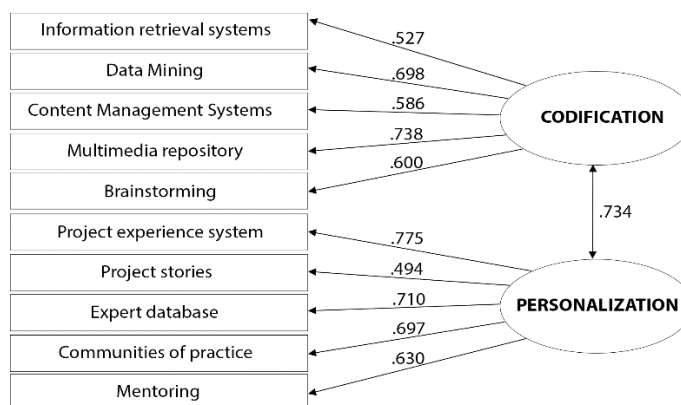 Information retrieval systems
.527
Data Mining
.698
Content Management Systems
.586
CODIFICATION
Multimedia repository
.738
Brainstorming
.600
.734
Project experience system
.775
Project stories
.494
Expert database
.710
PERSONALIZATION
Communities of practice
.697
Mentoring
.630